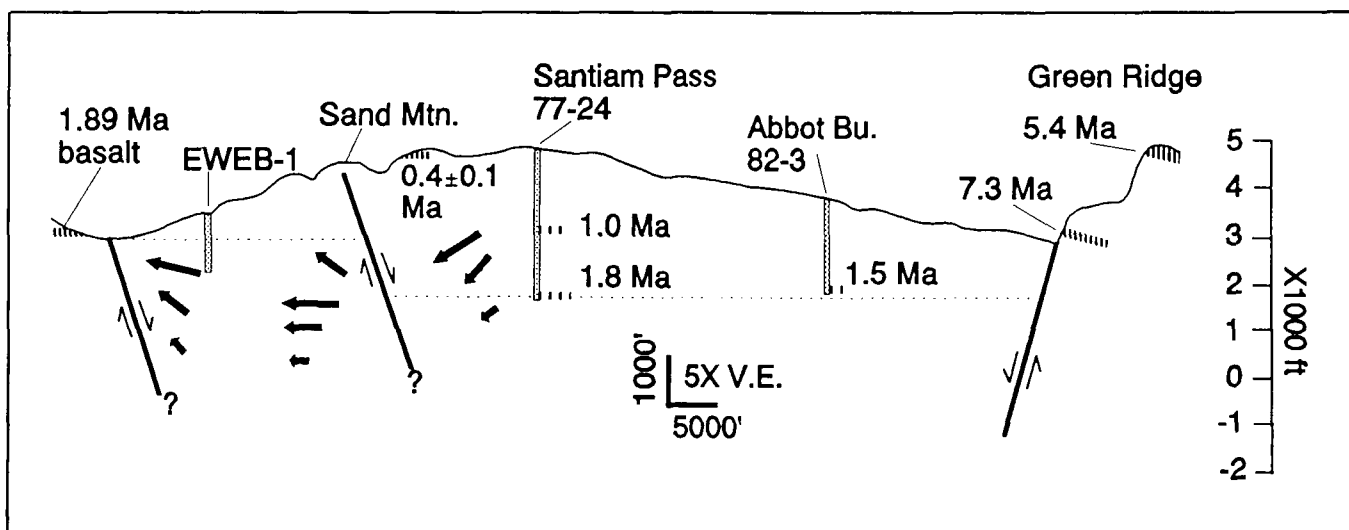 Santiam Pass
77-24
Green Ridge
1.89 Ma
basalt
EWEB-1
Sand Mtn.
Abbot Bu.
82-3
5.4 Ma
7.3 Ma
0.4±0.1
Ma
1.0 Ma
1.8 Ma
1.5 Ma
?
?
1000'
5X V.E.
5000'
5
4
3
2
1
0
-1
-2
X1000 ft